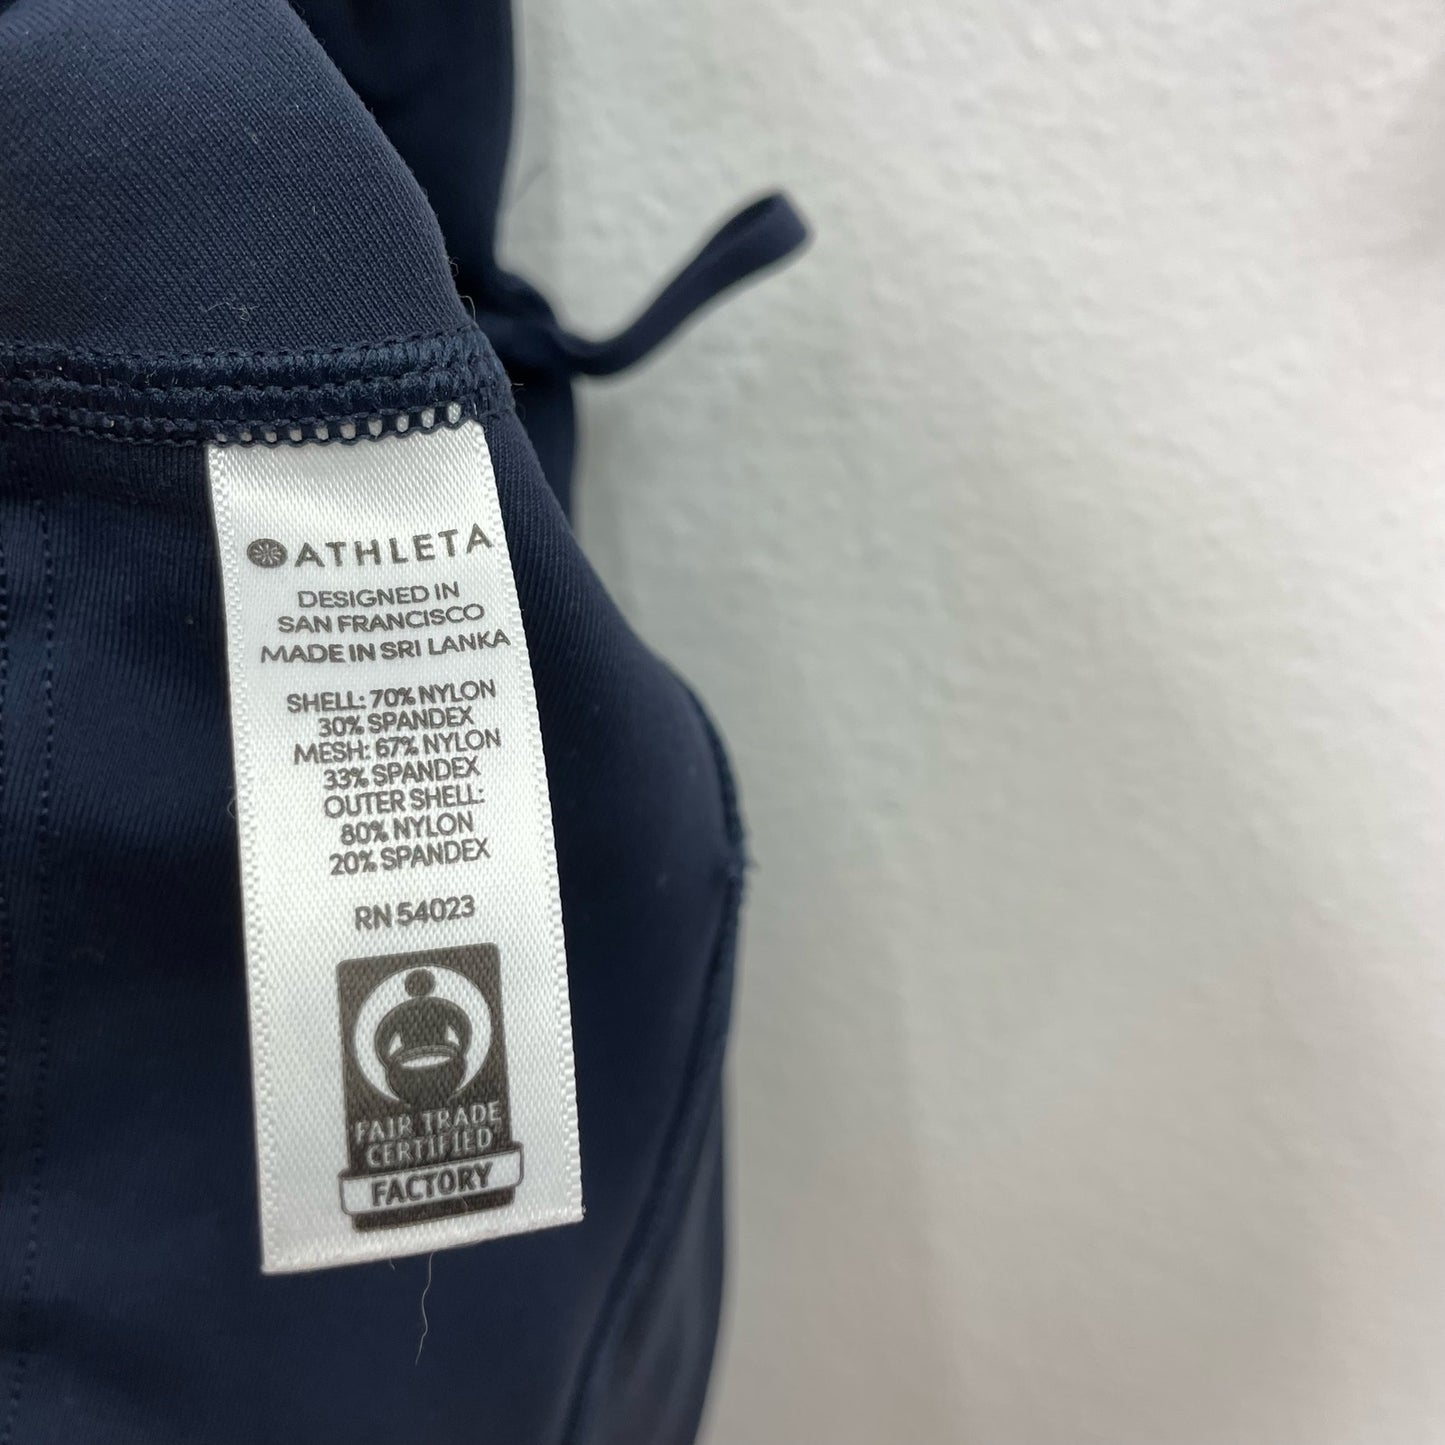 ATHLETA
DESIGNED IN
SAN FRANCISCO
MADE IN SRI LANKA
SHELL: 70% NYLON
30% SPANDEX
MESH: 67% NYLON
33% SPANDEX
OUTER SHELL:
80% NYLON
20% SPANDEX
RN 54023
FAIR TRADE
CERTIFIED
FACTORY